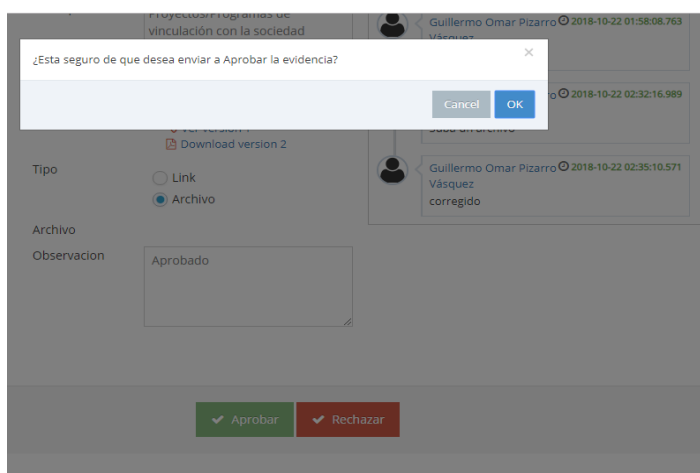 Proyectos/Programas de
vinculación con la sociedad
¿Esta seguro de que desea enviar a Aprobar la evidencia?
×
Cancel
OK
Download version 2
Tipo
Link
Archivo
Archivo
Observacion
Aprobado
Aprobar
Rechazar
Guillermo Omar Pizarro 2018-10-22 01:58:08.763
Vásquez
2018-10-22 02:32:16.989
Guillermo Omar Pizarro 2018-10-22 02:35:10.571
Vásquez
corregido